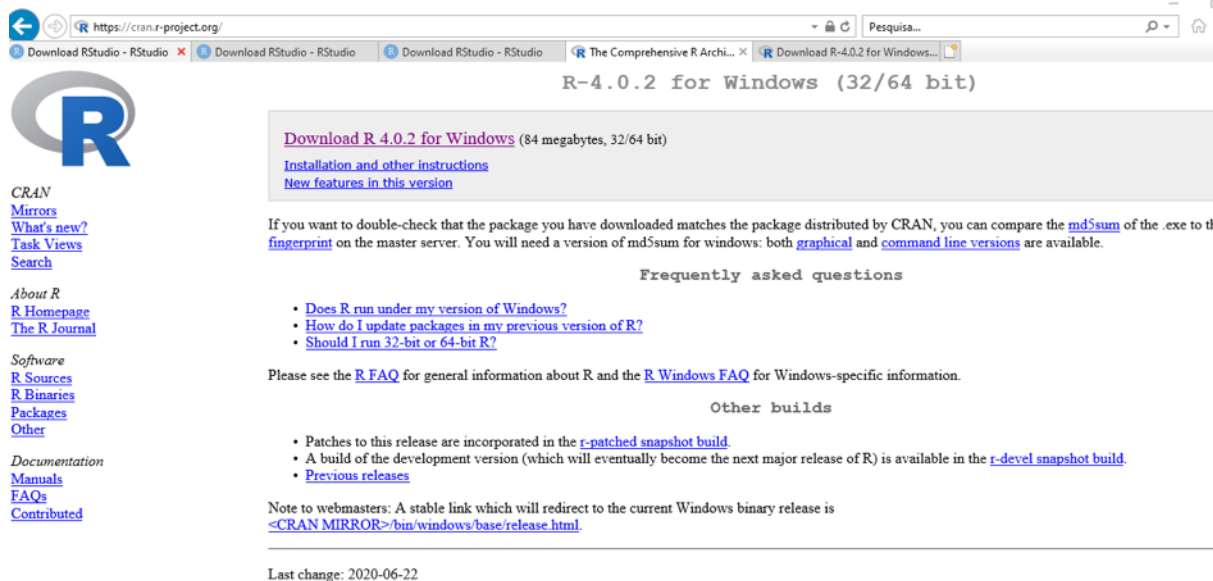 https://cran.r-project.org/
Pesquisa...
Download RStudio - RStudio
Download RStudio - RStudio
Download RStudio - RStudio
The Comprehensive R Archi...
Download R-4.0.2 for Windows...
R
CRAN
Mirrors
What's new?
Task Views
Search
About R
R Homepage
The R Journal
Software
R Sources
R Binaries
Packages
Other
Documentation
Manuals
FAQs
Contributed
R-4.0.2 for Windows (32/64 bit)
Download R 4.0.2 for Windows (84 megabytes, 32/64 bit)
Installation and other instructions
New features in this version
If you want to double-check that the package you have downloaded matches the package distributed by CRAN, you can compare the md5sum of the .exe to
fingerprint on the master server. You will need a version of md5sum for windows: both graphical and command line versions are available.
Frequently asked questions
• Does R run under my version of Windows?
• How do I update packages in my previous version of R?
• Should I run 32-bit or 64-bit R?
Please see the R FAQ for general information about R and the R Windows FAQ for Windows-specific information.
Other builds
• Patches to this release are incorporated in the r-patched snapshot build.
• A build of the development version (which will eventually become the next major release of R) is available in the r-devel snapshot build.
• Previous releases
Note to webmasters: A stable link which will redirect to the current Windows binary release is
<CRAN MIRROR>/bin/windows/base/release.html.
Last change: 2020-06-22